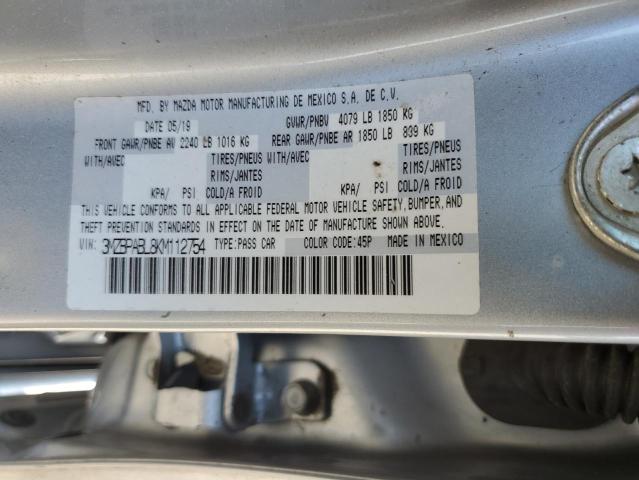 MFD. BY MAZDA MOTOR MANUFACTURING DE MEXICO S.A. DE C.V.
DATE 05/19 GVWR/PNBV 4079 LB 1850 KG
FRONT GAWR/PNBE AV 2240 LB 1016 KG REAR GAWR/PNBE AR 1850 LB 839 KG
WITH/AVEC TIRES/PNEUS WITH/AVEC TIRES/PNEUS
RIMS/JANTES RIMS/JANTES
KPA/ PSI COLD/A FROID KPA/ PSI COLD/A FROID
THIS VEHICLE CONFORMS TO ALL APPLICABLE FEDERAL MOTOR VEHICLE SAFETY, BUMPER, AND
THEFT PREVENTION STANDARDS IN EFFECT ON THE DATE OF MANUFACTURE SHOWN ABOVE.
VIN: 3MZBPABL8KM112754 TYPE:PASS CAR COLOR CODE:45P MADE IN MEXICO